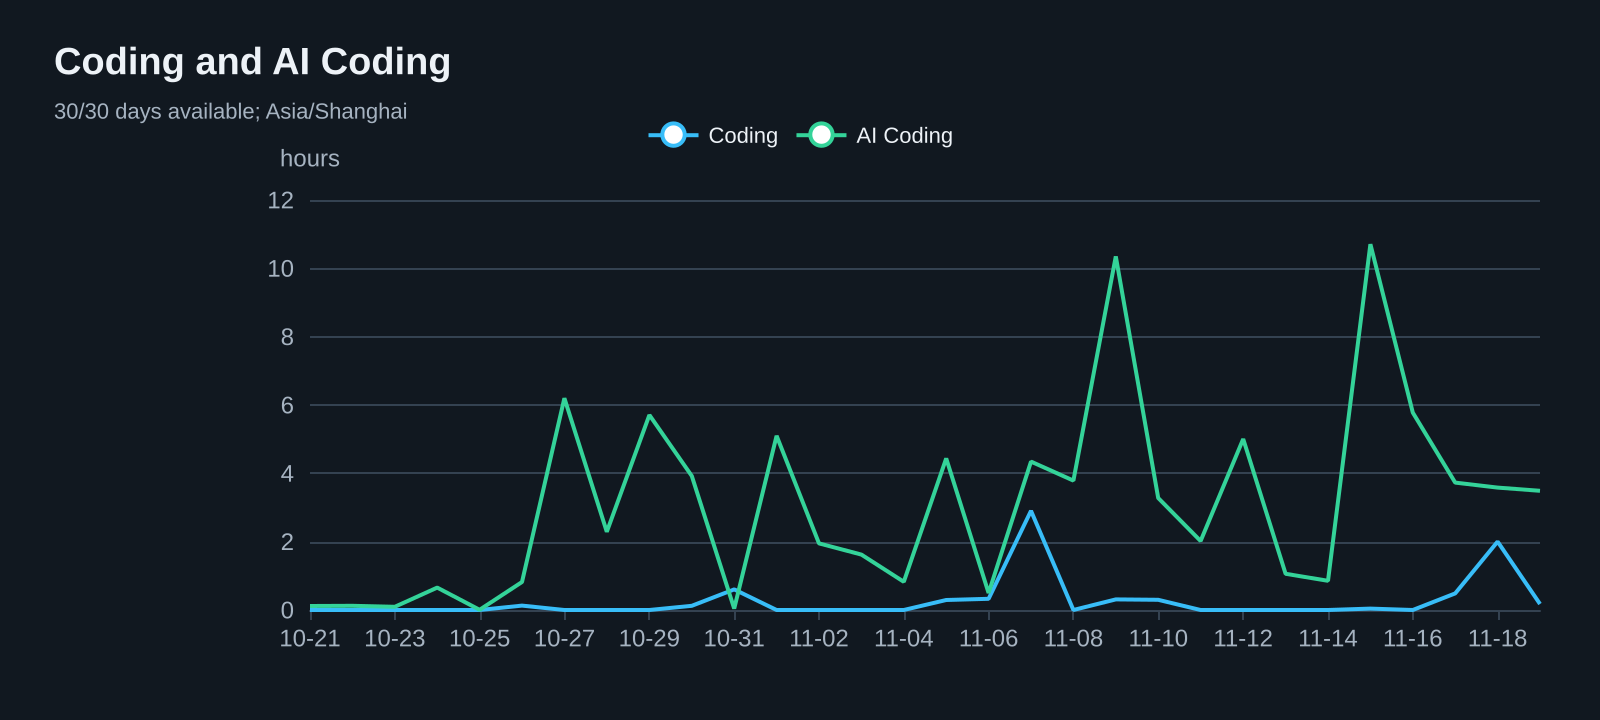 Coding and AI Coding
30/30 days available; Asia/Shanghai
Coding AI Coding
hours
12
10
8
6
4
2
0
10-21 10-23 10-25 10-27 10-29 10-31 11-02 11-04 11-06 11-08 11-10 11-12 11-14 11-16 11-18